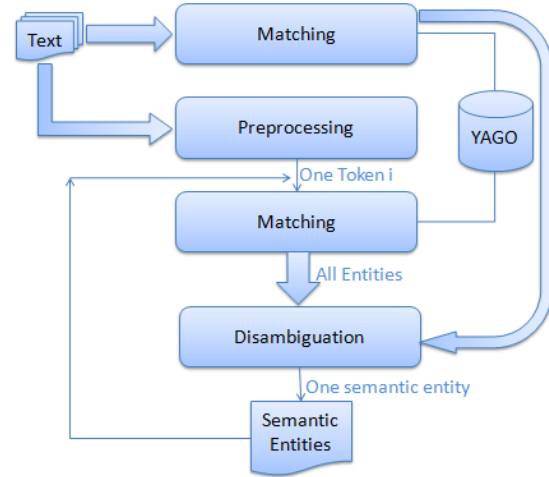 Text
Matching
Preprocessing
YAGO
One Token i
Matching
All Entities
Disambiguation
One semantic entity
Semantic
Entities